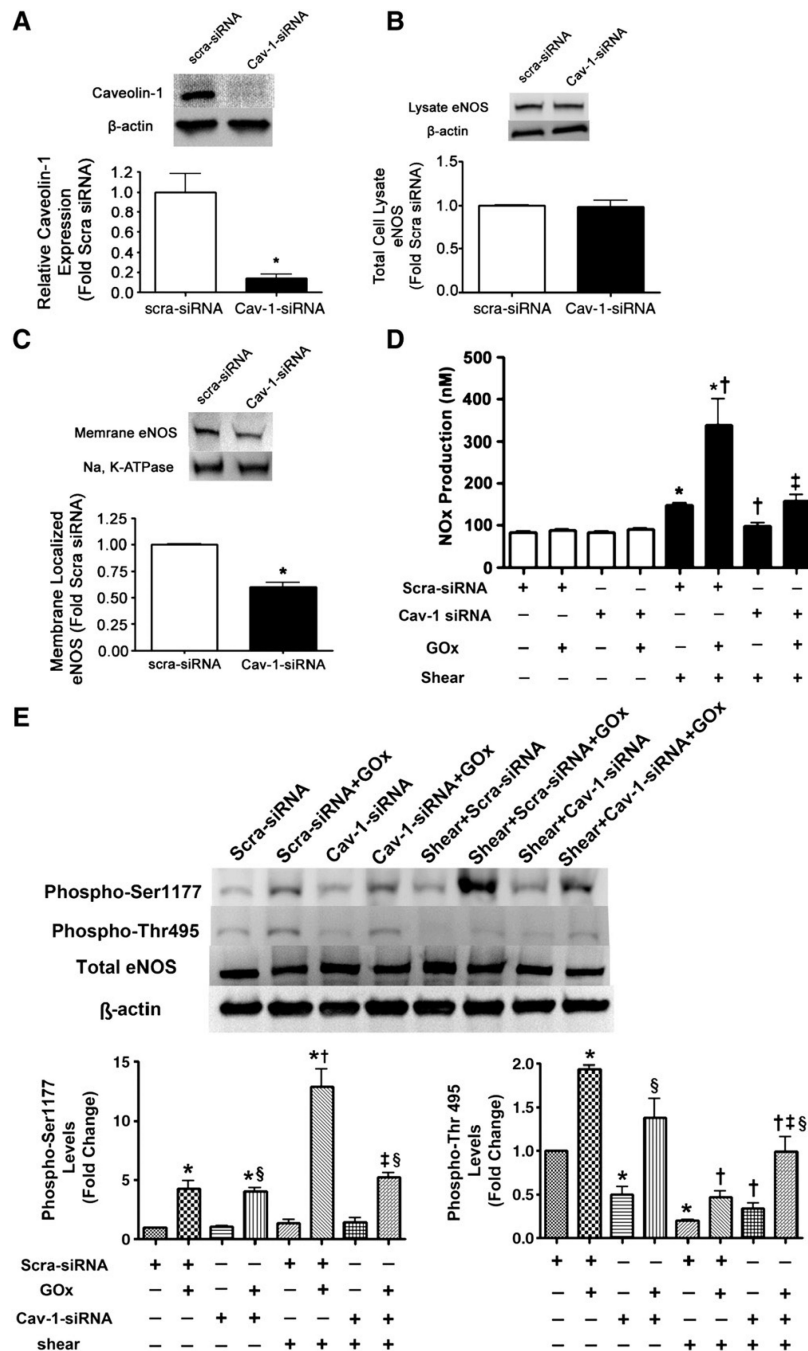 A
scra-siRNA
Cav-1-siRNA
Caveolin-1
β-actin
Relative Caveolin-1
Expression
(Fold Scra siRNA)
1.4
1.2
1.0
0.8
0.6
0.4
0.2
0.0
*
scra-siRNA Cav-1-siRNA
B
scra-siRNA
Cav-1-siRNA
Lysate eNOS
β-actin
Total Cell Lysate
eNOS
(Fold Scra siRNA)
1.5
1.0
0.5
0.0
scra-siRNA Cav-1-siRNA
C
scra-siRNA
Cav-1-siRNA
Memrane eNOS
Na, K-ATPase
Membrane Localized
eNOS (Fold Scra siRNA)
1.25
1.00
0.75
0.50
0.25
0.00
*
scra-siRNA Cav-1-siRNA
D
NOx Production (nM)
500
400
300
200
100
0
* *† † ‡
Scra-siRNA + + – – + + – –
Cav-1 siRNA – – + + – – + +
GOx – + – + – + – +
Shear – – – – + + + +
E
Scra-siRNA
Scra-siRNA+GOx
Cav-1-siRNA
Cav-1-siRNA+GOx
Shear+Scra-siRNA
Shear+Scra-siRNA+GOx
Shear+Cav-1-siRNA
Shear+Cav-1-siRNA+GOx
Phospho-Ser1177
Phospho-Thr495
Total eNOS
β-actin
Phospho-Ser1177
Levels
(Fold Change)
15
10
5
0
* *§ *† ‡§
Scra-siRNA + + – – + + – –
GOx – + – + – + – +
Cav-1-siRNA – – + + – – + +
shear – – – – + + + +
Phospho-Thr 495
Levels
(Fold Change)
2.0
1.5
1.0
0.5
0.0
* * § * † † †‡§
+ + – – + + – –
– + – + – + – +
– – + + – – + +
– – – – + + + +